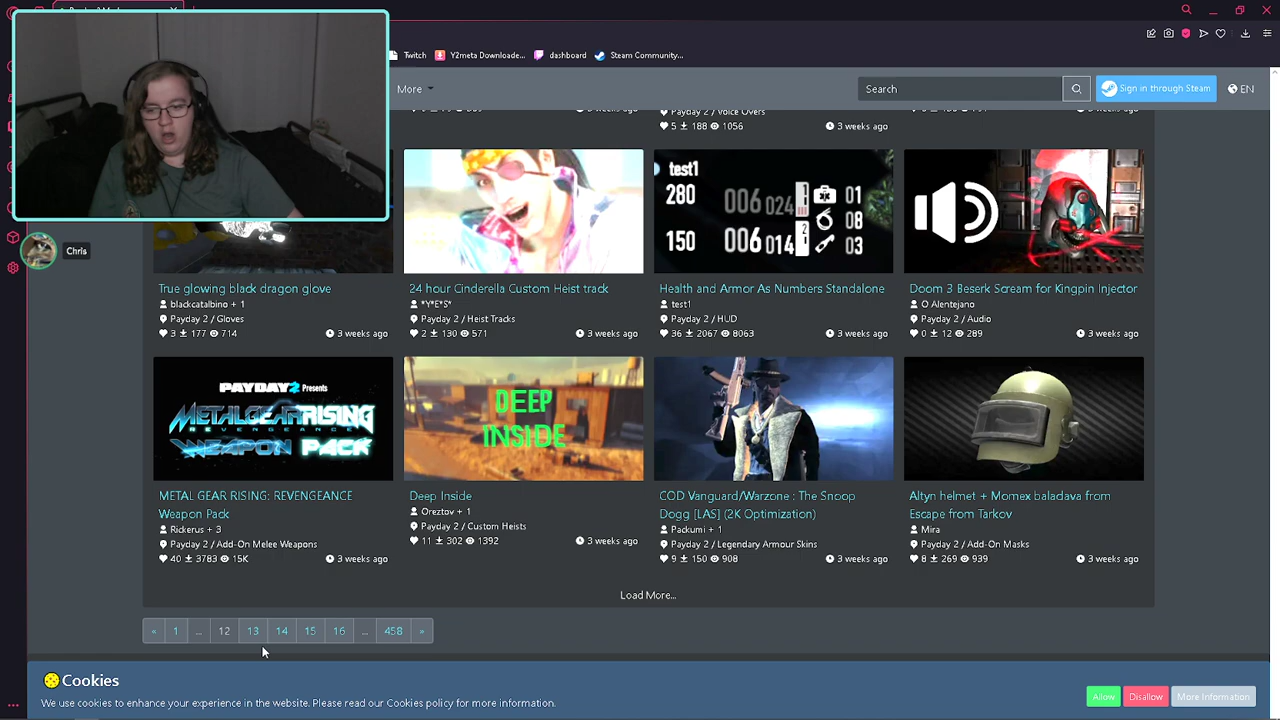 Twitch
Y2meta Downloade...
dashboard
Steam Community...
More
Search
Sign in through Steam
EN
Payday 2 / Voice Overs
5 188 1056
3 weeks ago
Chris
True glowing black dragon glove
blackcatalbino + 1
Payday 2 / Gloves
3 177 714
3 weeks ago
24 hour Cinderella Custom Heist track
*Y*E*S*
Payday 2 / Heist Tracks
2 130 571
3 weeks ago
test1
280 006 024 01
08
150 006 014 03
Health and Armor As Numbers Standalone
test1
Payday 2 / HUD
36 2067 8063
3 weeks ago
Doom 3 Beserk Scream for Kingpin Injector
O Alentejano
Payday 2 / Audio
0 12 289
3 weeks ago
PAYDAY 2 Presents
METAL GEAR RISING
REVENGEANCE
WEAPON PACK
METAL GEAR RISING: REVENGEANCE
Weapon Pack
Rickerus + 3
Payday 2 / Add-On Melee Weapons
40 3783 15K
3 weeks ago
DEEP
INSIDE
Deep Inside
Oreztov + 1
Payday 2 / Custom Heists
11 302 1392
3 weeks ago
COD Vanguard/Warzone : The Snoop
Dogg [LAS] (2K Optimization)
Packumi + 1
Payday 2 / Legendary Armour Skins
9 150 908
3 weeks ago
Altyn helmet + Momex baladava from
Escape from Tarkov
Mira
Payday 2 / Add-On Masks
8 269 939
3 weeks ago
Load More...
« 1 ... 12 13 14 15 16 ... 458 »
Cookies
We use cookies to enhance your experience in the website. Please read our Cookies policy for more information.
Allow
Disallow
More Information